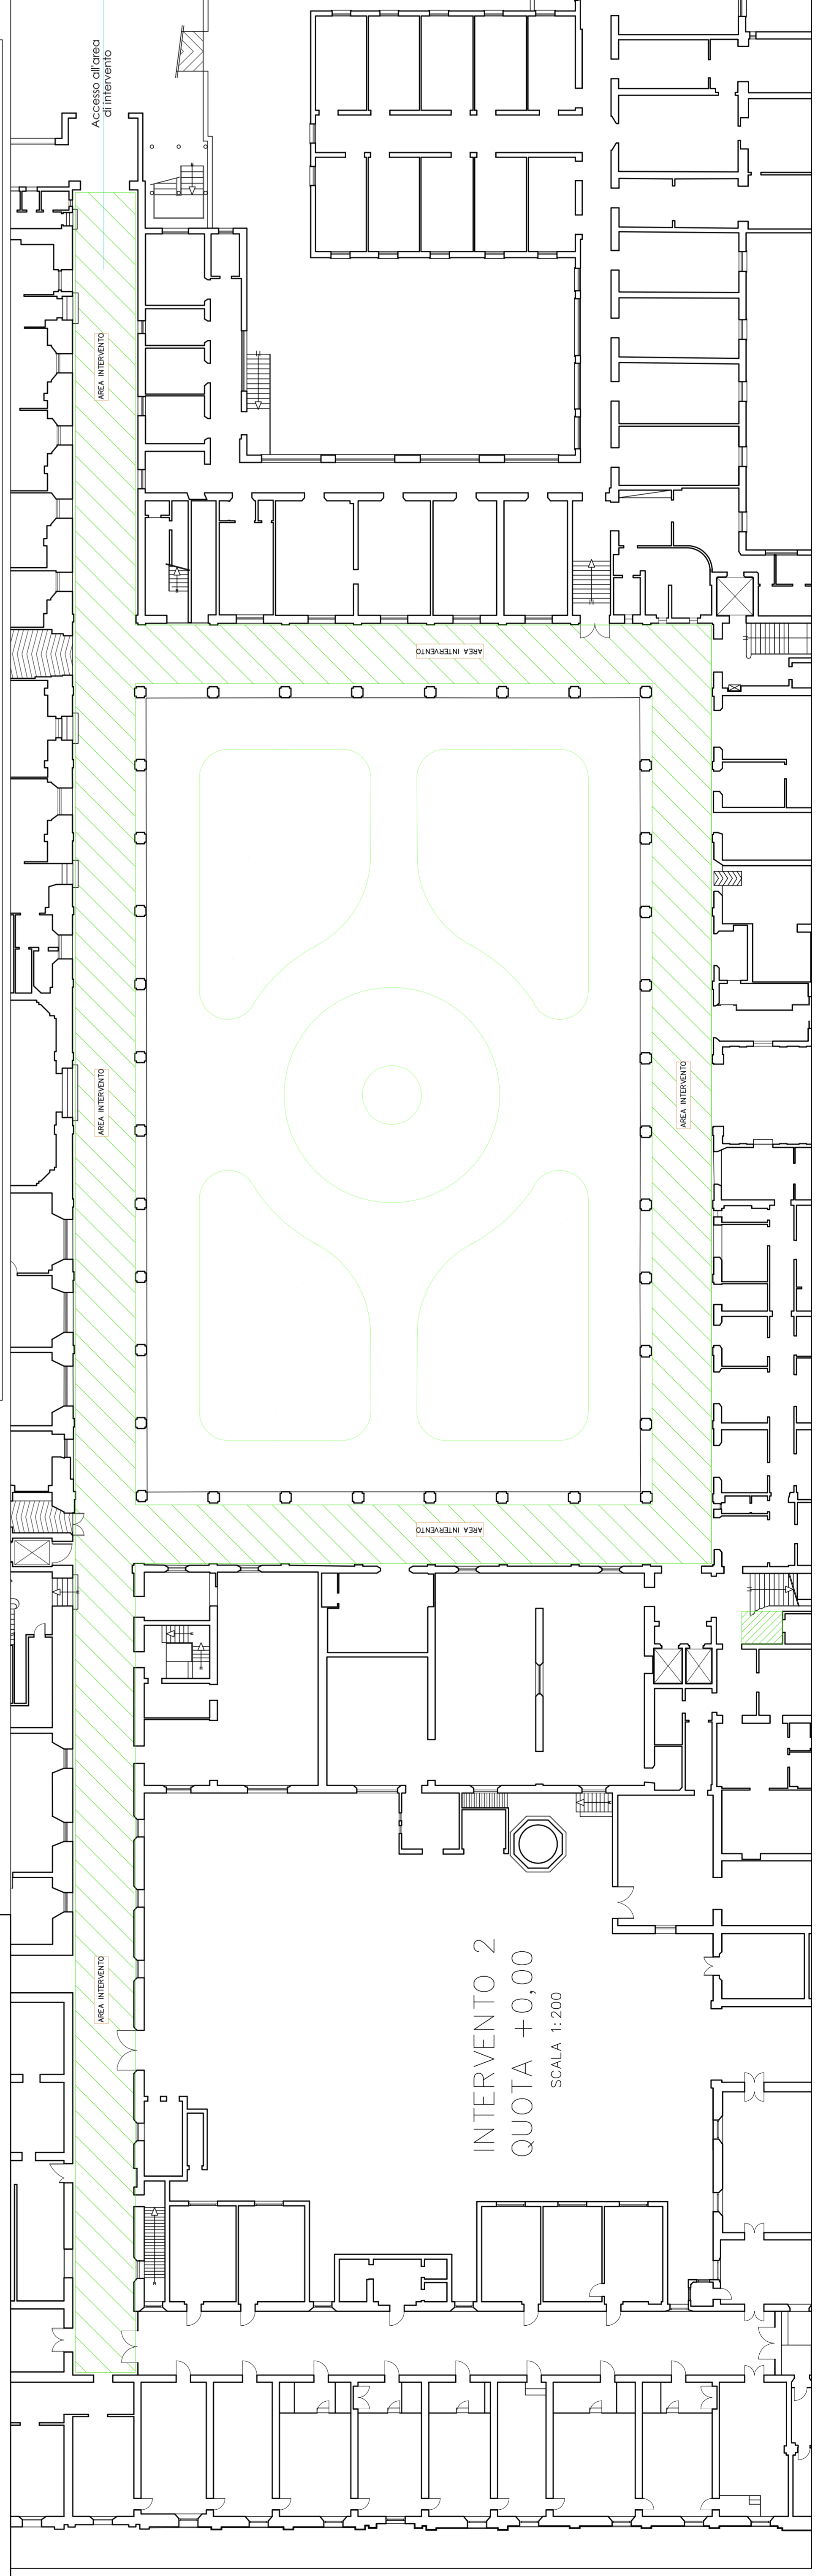 Accesso all'area
di intervento
AREA INTERVENTO
AREA INTERVENTO
AREA INTERVENTO
AREA INTERVENTO
AREA INTERVENTO
AREA INTERVENTO
INTERVENTO 2
QUOTA +0,00
SCALA 1:200